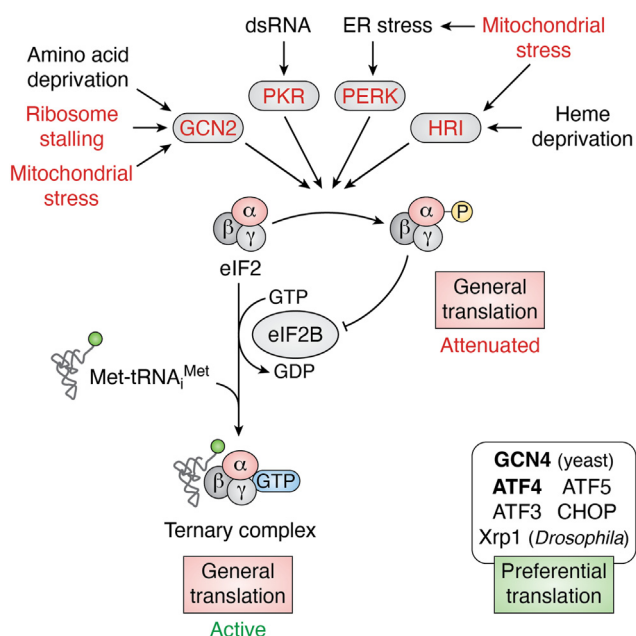 dsRNA
ER stress
Mitochondrial
stress
Amino acid
deprivation
PKR
PERK
Ribosome
stalling
GCN2
HRI
Heme
deprivation
Mitochondrial
stress
α
β
γ
eIF2
α
β
γ
P
GTP
eIF2B
GDP
General
translation
Attenuated
Met-tRNAiMet
α
β
γ
GTP
Ternary complex
General
translation
Active
GCN4 (yeast)
ATF4 ATF5
ATF3 CHOP
Xrp1 (Drosophila)
Preferential
translation